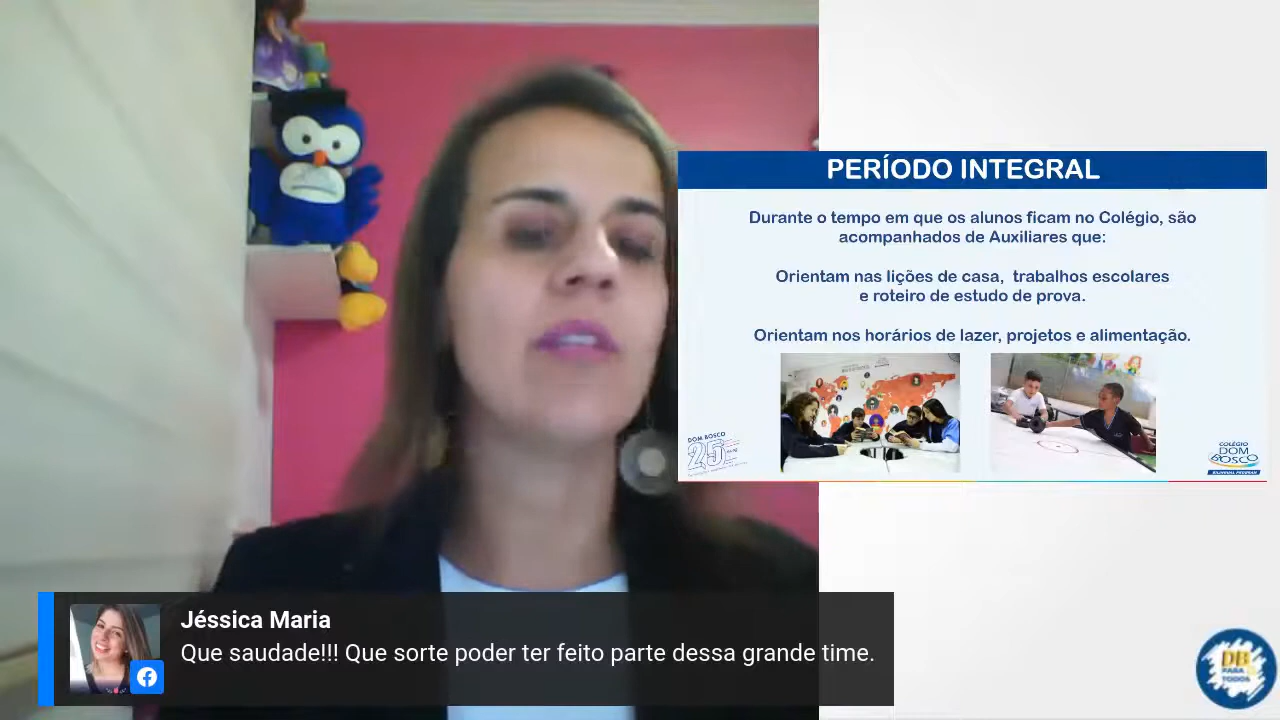 PERÍODO INTEGRAL
Durante o tempo em que os alunos ficam no Colégio, são
acompanhados de Auxiliares que:
Orientam nas lições de casa, trabalhos escolares
e roteiro de estudo de prova.
Orientam nos horários de lazer, projetos e alimentação.
DOM BOSCO
25
COLÉGIO
DOM
BOSCO
Jéssica Maria
Que saudade!!! Que sorte poder ter feito parte dessa grande time.
DB
PARA
TODOS